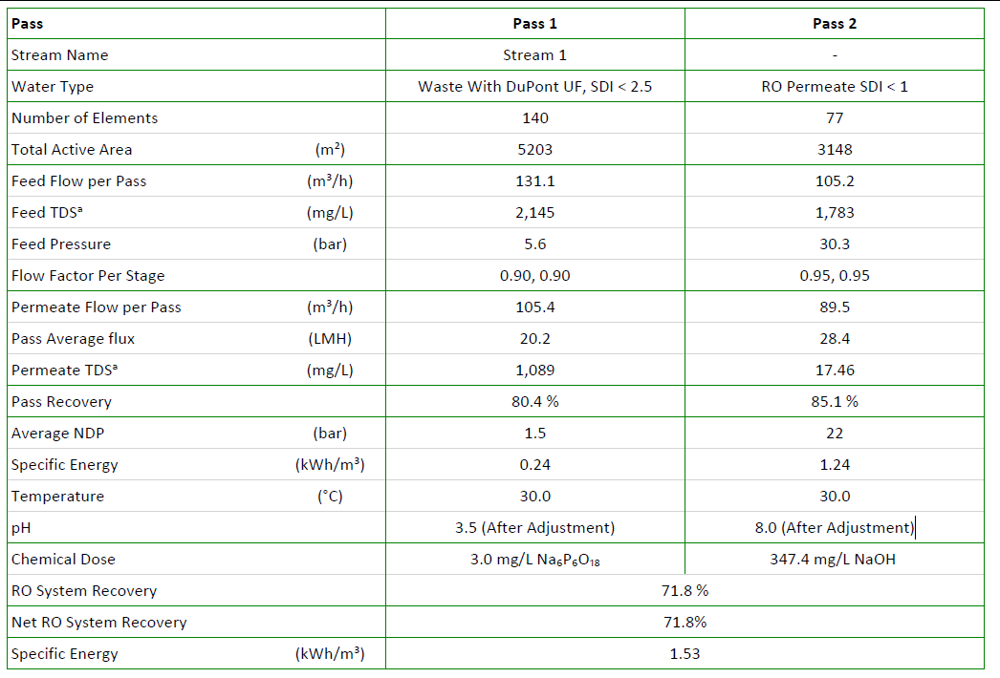 Pass Pass 1 Pass 2
Stream Name Stream 1 -
Water Type Waste With DuPont UF, SDI < 2.5 RO Permeate SDI < 1
Number of Elements 140 77
Total Active Area (m²) 5203 3148
Feed Flow per Pass (m³/h) 131.1 105.2
Feed TDSᵃ (mg/L) 2,145 1,783
Feed Pressure (bar) 5.6 30.3
Flow Factor Per Stage 0.90, 0.90 0.95, 0.95
Permeate Flow per Pass (m³/h) 105.4 89.5
Pass Average flux (LMH) 20.2 28.4
Permeate TDSᵃ (mg/L) 1,089 17.46
Pass Recovery 80.4 % 85.1 %
Average NDP (bar) 1.5 22
Specific Energy (kWh/m³) 0.24 1.24
Temperature (°C) 30.0 30.0
pH 3.5 (After Adjustment) 8.0 (After Adjustment)
Chemical Dose 3.0 mg/L Na₆P₆O₁₈ 347.4 mg/L NaOH
RO System Recovery 71.8 %
Net RO System Recovery 71.8%
Specific Energy (kWh/m³) 1.53